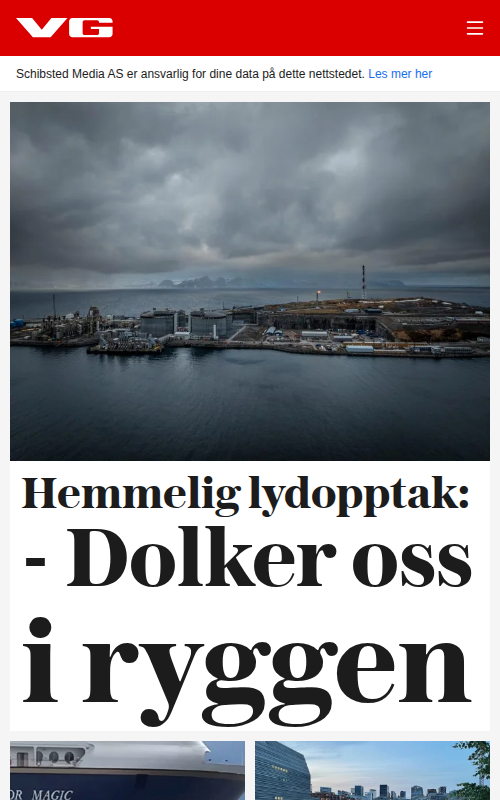 VG
Schibsted Media AS er ansvarlig for dine data på dette nettstedet. Les mer her
Hemmelig lydopptak:
- Dolker oss
i ryggen
OR MAGIC